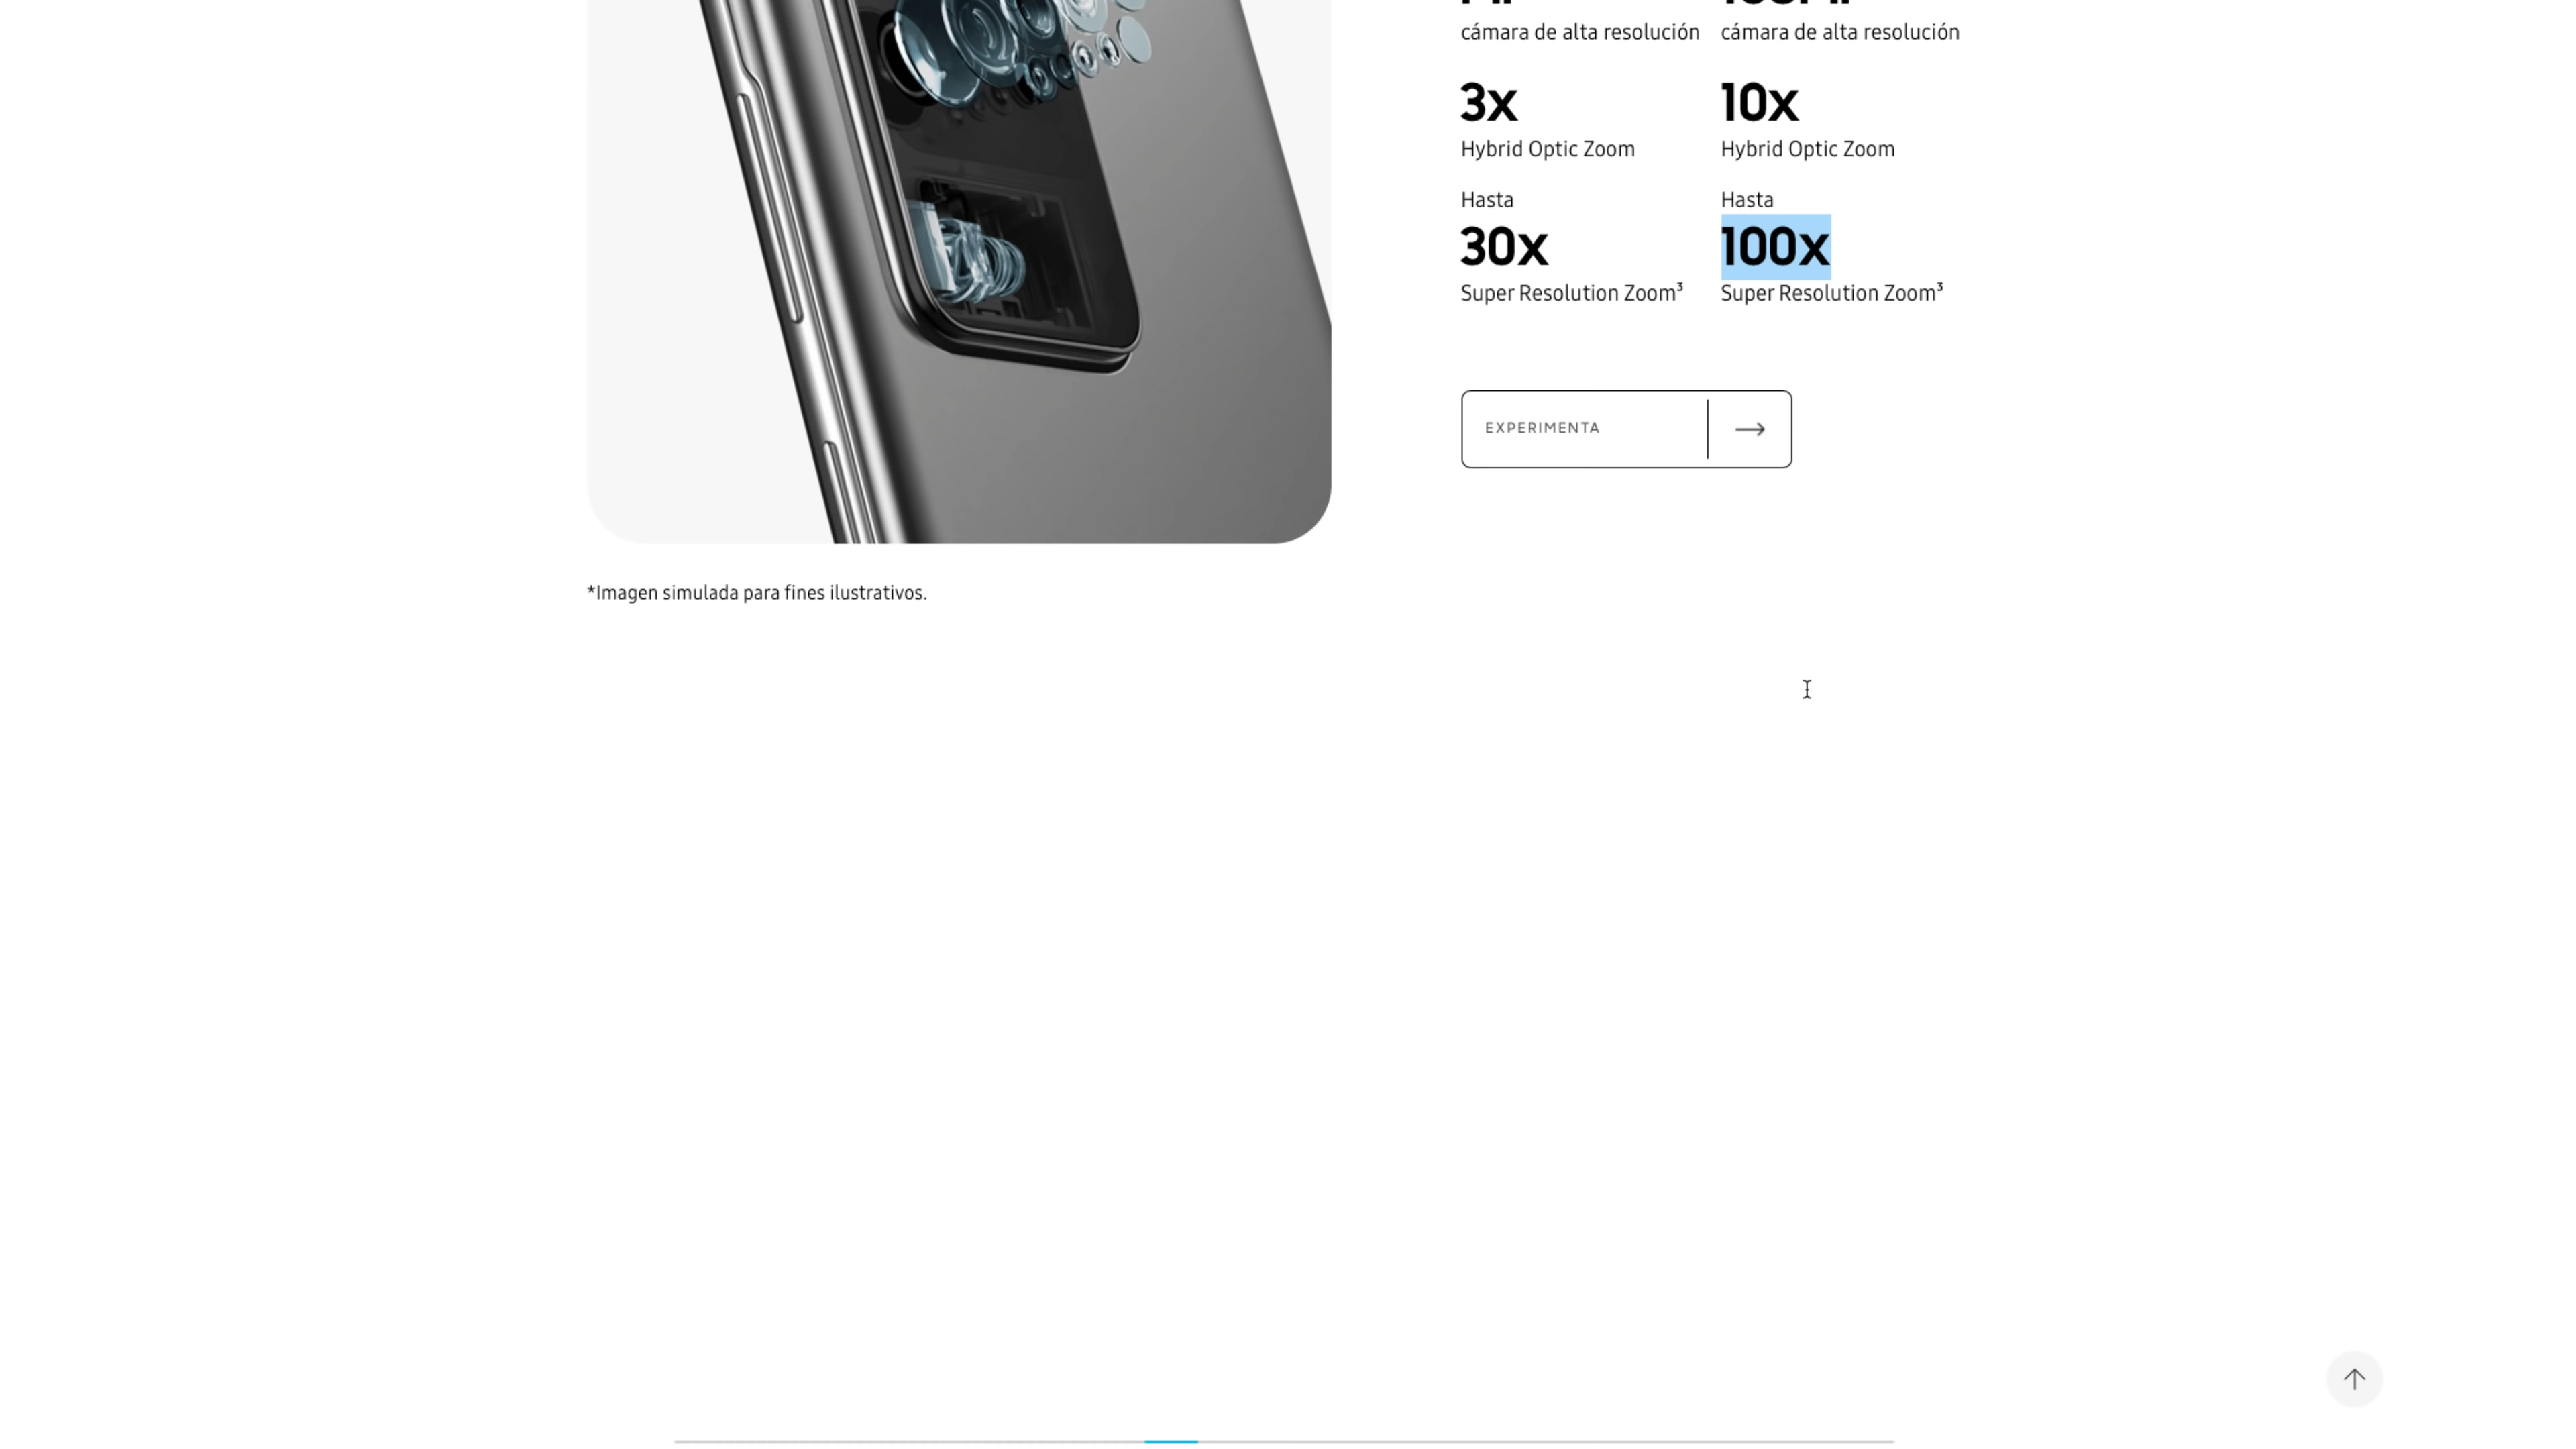 cámara de alta resolución cámara de alta resolución
3x 10x
Hybrid Optic Zoom Hybrid Optic Zoom
Hasta Hasta
30x 100x
Super Resolution Zoom³ Super Resolution Zoom³
EXPERIMENTA
*Imagen simulada para fines ilustrativos.